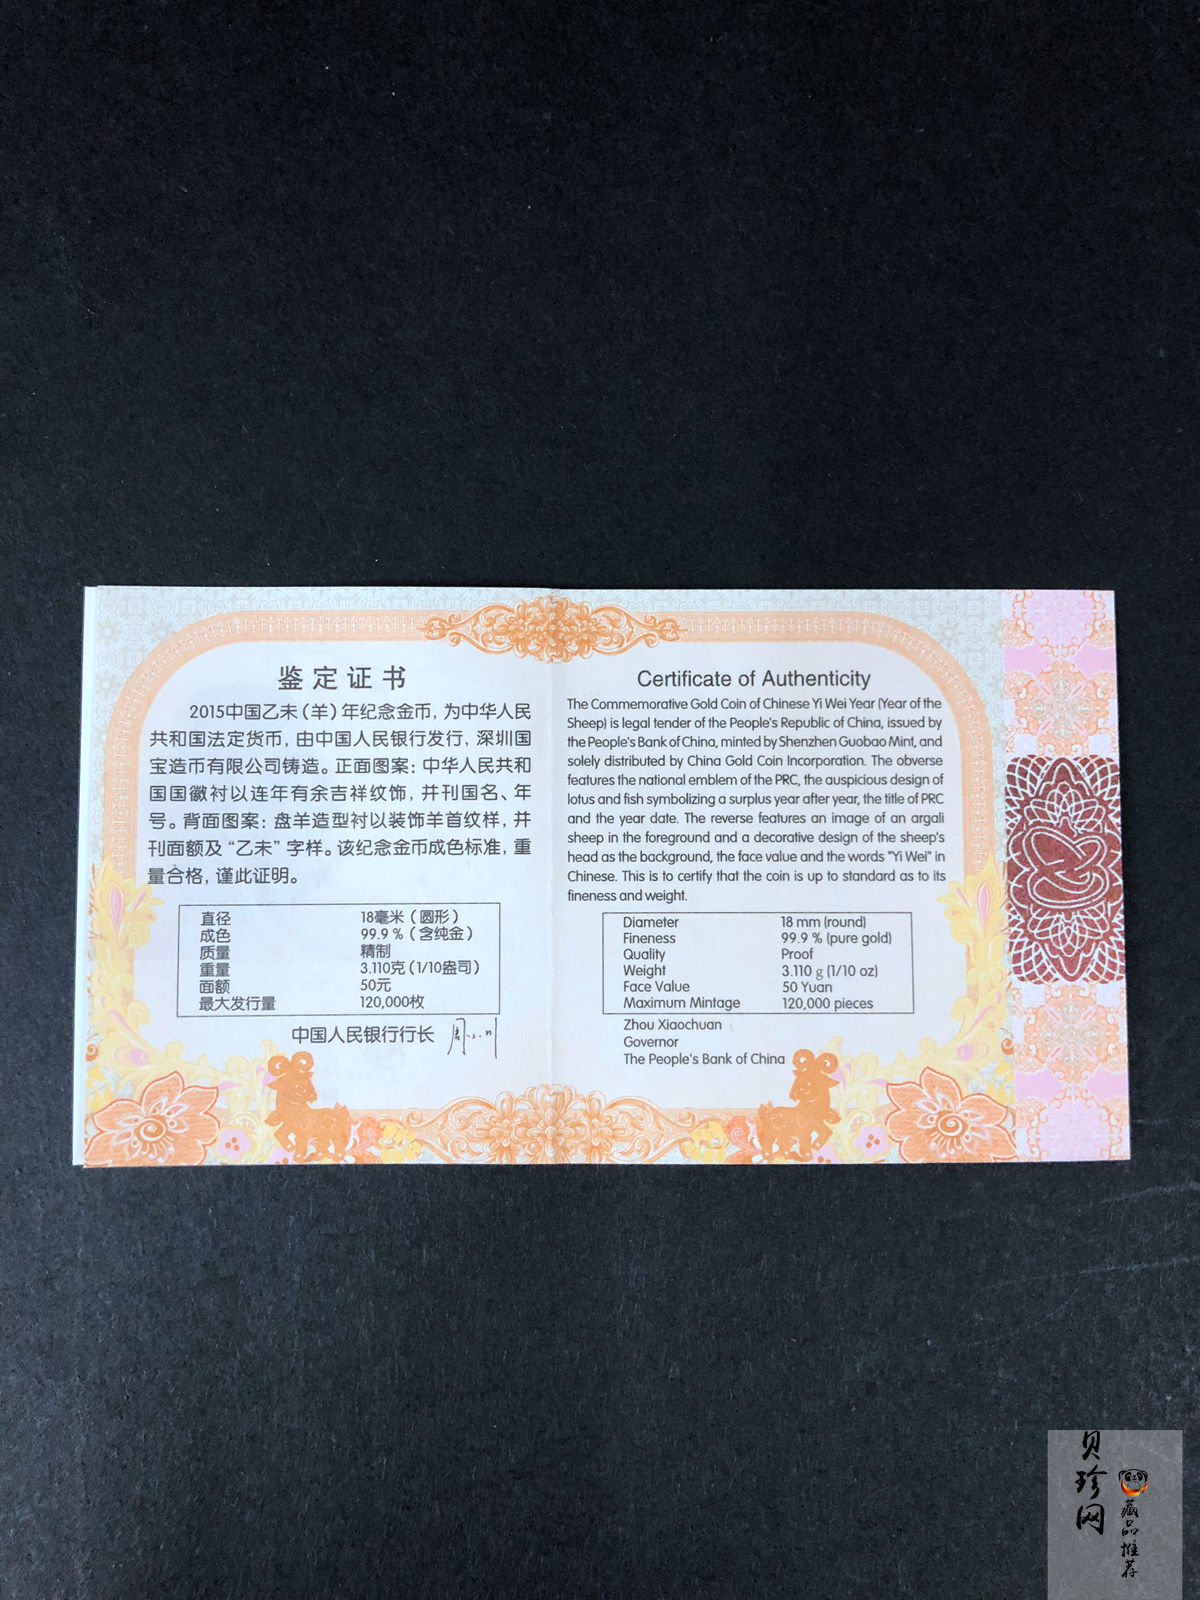 鉴定证书
2015中国乙未（羊）年纪念金币，为中华人民
共和国法定货币，由中国人民银行发行，深圳国
宝造币有限公司铸造。正面图案：中华人民共和
国国徽衬以连年有余吉祥纹饰，并刊国名、年
号。背面图案：盘羊造型衬以装饰羊首纹样，并
刊面额及“乙未”字样。该纪念金币成色标准，重
量合格，谨此证明。
直径 18毫米（圆形）
成色 99.9 %（含纯金）
质量 精制
重量 3.110克（1/10盎司）
面额 50元
最大发行量 120,000枚
中国人民银行行长
Certificate of Authenticity
The Commemorative Gold Coin of Chinese Yi Wei Year (Year of the
Sheep) is legal tender of the People's Republic of China, issued by
the People's Bank of China, minted by Shenzhen Guobao Mint, and
solely distributed by China Gold Coin Incorporation. The obverse
features the national emblem of the PRC, the auspicious design of
lotus and fish symbolizing a surplus year after year, the title of PRC
and the year date. The reverse features an image of an argali
sheep in the foreground and a decorative design of the sheep's
head as the background, the face value and the words "Yi Wei" in
Chinese. This is to certify that the coin is up to standard as to its
fineness and weight.
Diameter 18 mm (round)
Fineness 99.9 % (pure gold)
Quality Proof
Weight 3.110 g (1/10 oz)
Face Value 50 Yuan
Maximum Mintage 120,000 pieces
Zhou Xiaochuan
Governor
The People's Bank of China
贝珍网
藏品推荐